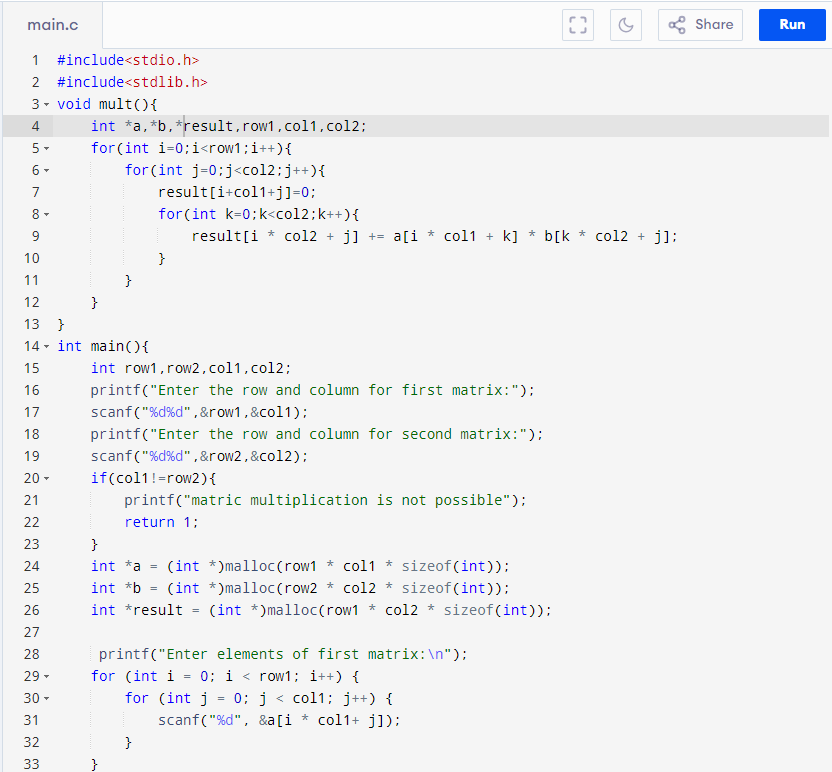 main.c Share Run
1 #include<stdio.h>
2 #include<stdlib.h>
3 void mult(){
4     int *a,*b,*result,row1,col1,col2;
5     for(int i=0;i<row1;i++){
6         for(int j=0;j<col2;j++){
7             result[i+col1+j]=0;
8             for(int k=0;k<col2;k++){
9                 result[i * col2 + j] += a[i * col1 + k] * b[k * col2 + j];
10             }
11         }
12     }
13 }
14 int main(){
15     int row1,row2,col1,col2;
16     printf("Enter the row and column for first matrix:");
17     scanf("%d%d",&row1,&col1);
18     printf("Enter the row and column for second matrix:");
19     scanf("%d%d",&row2,&col2);
20     if(col1!=row2){
21         printf("matric multiplication is not possible");
22         return 1;
23     }
24     int *a = (int *)malloc(row1 * col1 * sizeof(int));
25     int *b = (int *)malloc(row2 * col2 * sizeof(int));
26     int *result = (int *)malloc(row1 * col2 * sizeof(int));
27
28      printf("Enter elements of first matrix:\n");
29     for (int i = 0; i < row1; i++) {
30         for (int j = 0; j < col1; j++) {
31             scanf("%d", &a[i * col1+ j]);
32         }
33     }